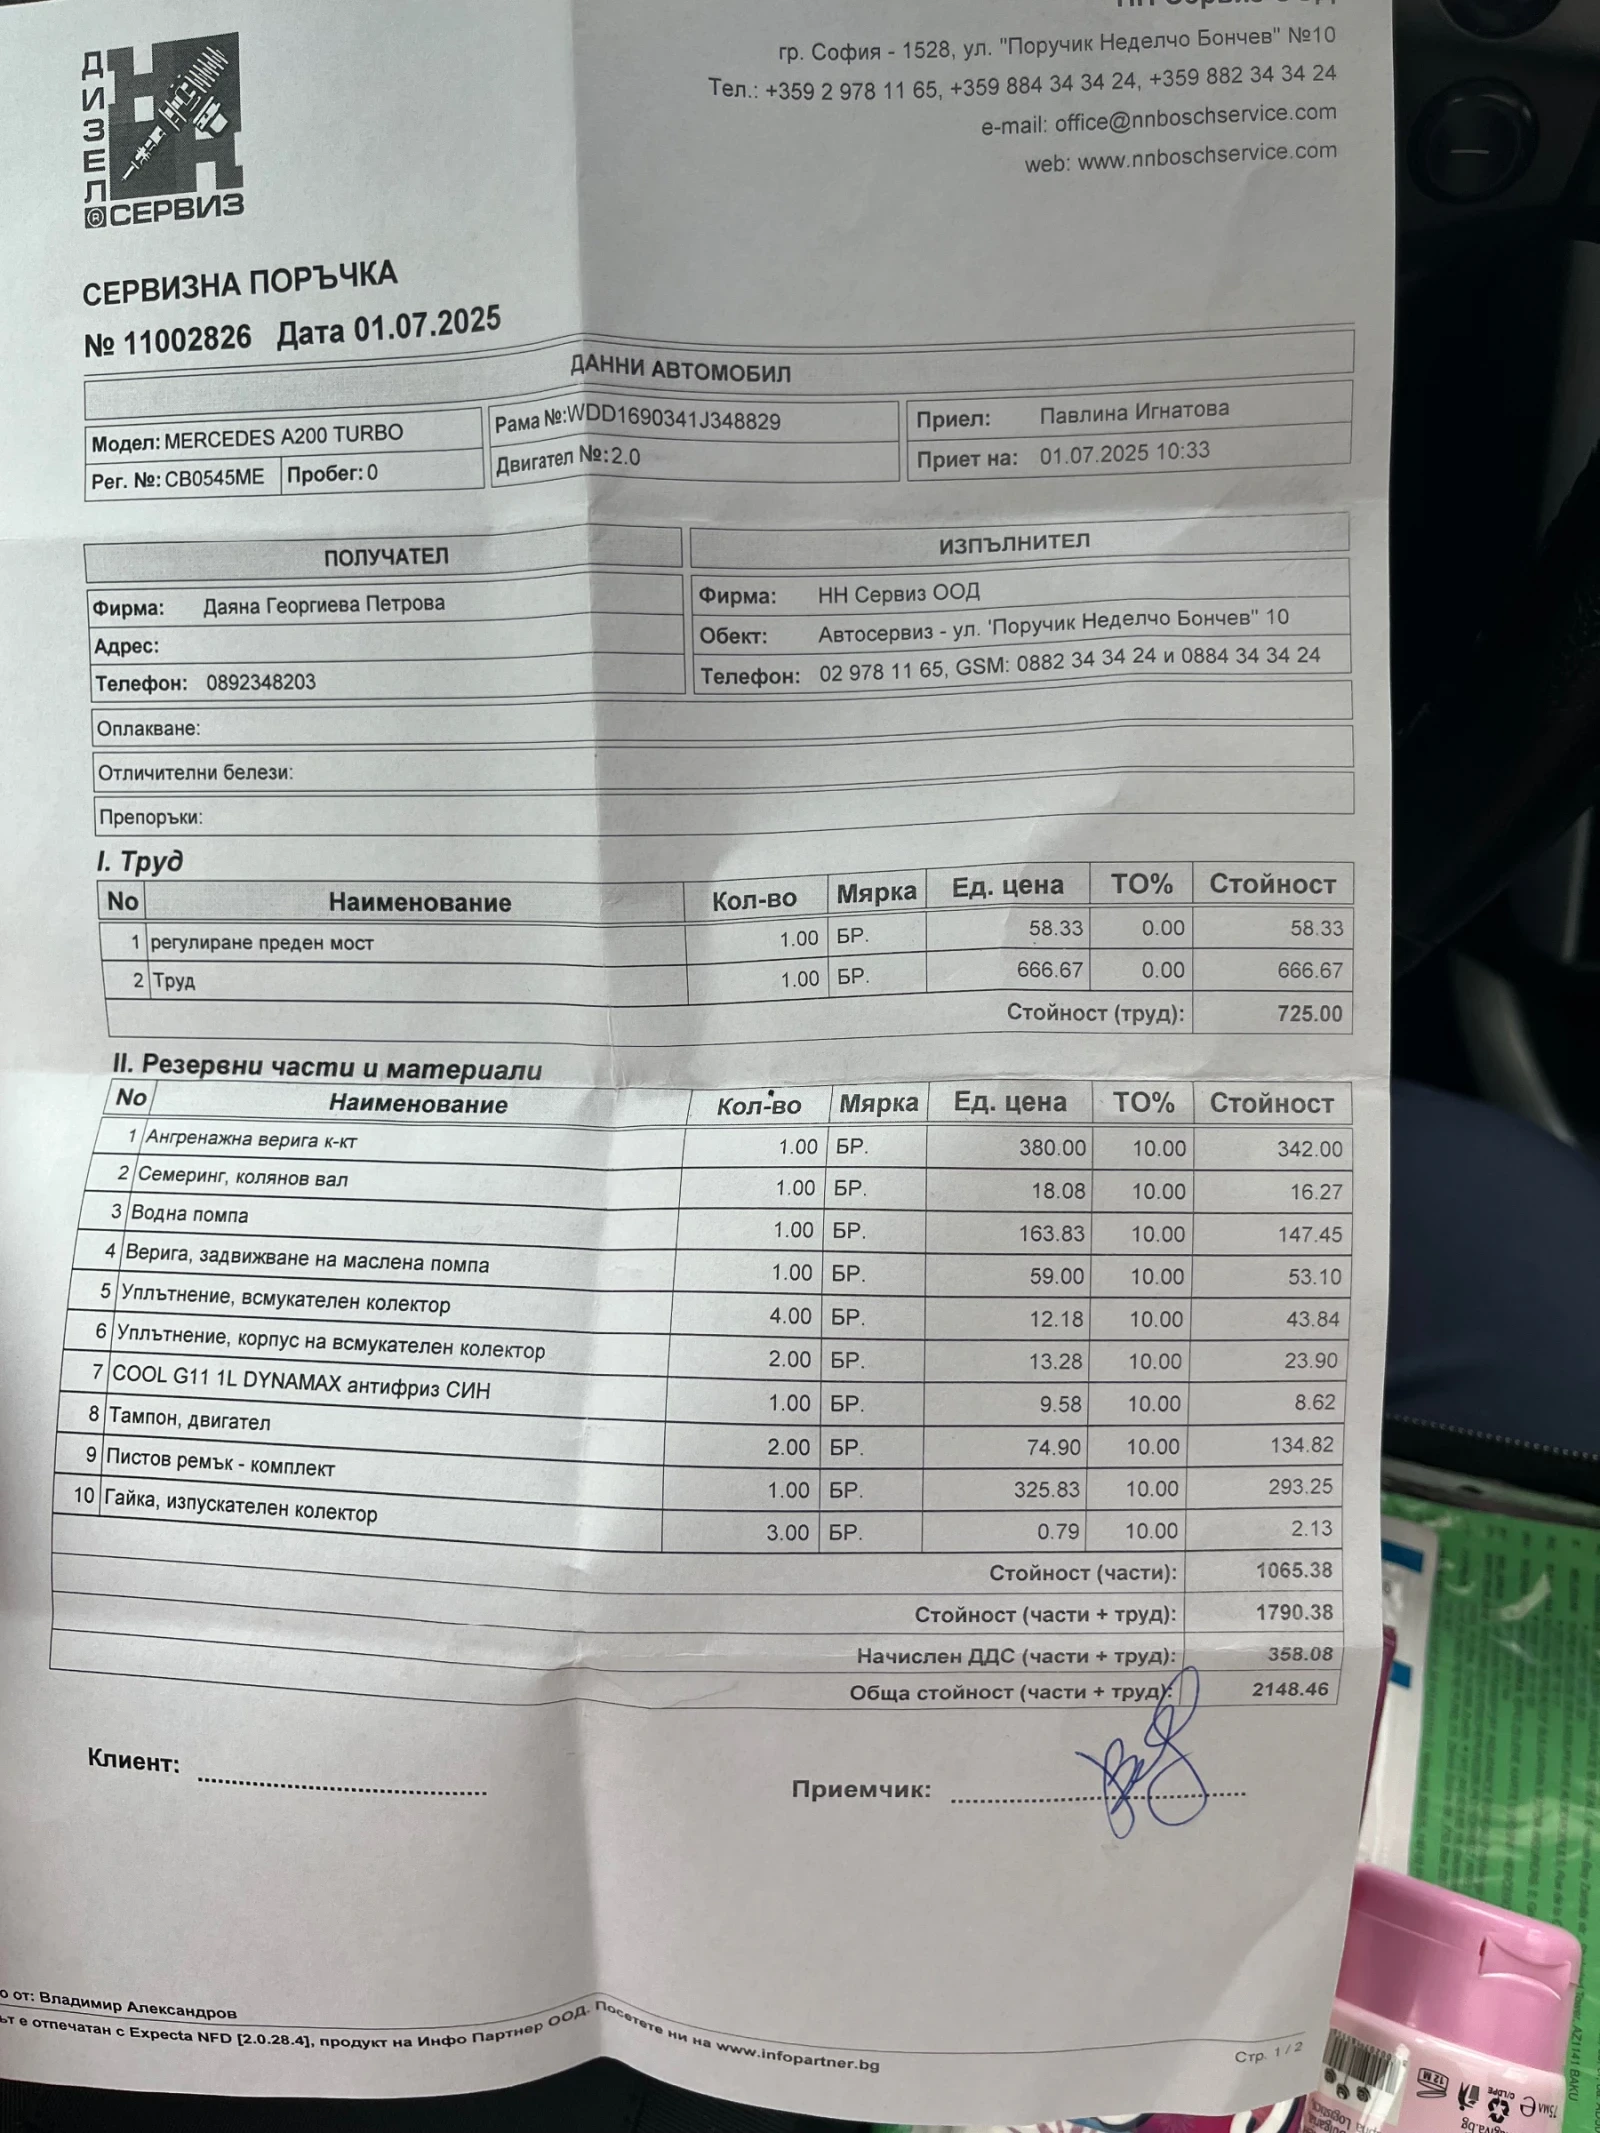 ДИЗЕЛ
®СЕРВИЗ
НН Сервиз ООД
гр. София - 1528, ул. "Поручик Неделчо Бончев" №10
Тел.: +359 2 978 11 65, +359 884 34 34 24, +359 882 34 34 24
e-mail: office@nnboschservice.com
web: www.nnboschservice.com
СЕРВИЗНА ПОРЪЧКА
№ 11002826 Дата 01.07.2025
ДАННИ АВТОМОБИЛ
Модел: MERCEDES A200 TURBO Рама №:WDD1690341J348829 Приел: Павлина Игнатова
Рег. №: CB0545ME Пробег: 0 Двигател №: 2.0 Приет на: 01.07.2025 10:33
ПОЛУЧАТЕЛ ИЗПЪЛНИТЕЛ
Фирма: Даяна Георгиева Петрова Фирма: НН Сервиз ООД
Адрес: Обект: Автосервиз - ул. 'Поручик Неделчо Бончев" 10
Телефон: 0892348203 Телефон: 02 978 11 65, GSM: 0882 34 34 24 и 0884 34 34 24
Оплакване:
Отличителни белези:
Препоръки:
I. Труд
No Наименование Кол-во Мярка Ед. цена ТО% Стойност
1 регулиране преден мост 1.00 БР. 58.33 0.00 58.33
2 Труд 1.00 БР. 666.67 0.00 666.67
Стойност (труд): 725.00
II. Резервни части и материали
No Наименование Кол-во Мярка Ед. цена ТО% Стойност
1 Ангренажна верига к-кт 1.00 БР. 380.00 10.00 342.00
2 Семеринг, колянов вал 1.00 БР. 18.08 10.00 16.27
3 Водна помпа 1.00 БР. 163.83 10.00 147.45
4 Верига, задвижване на маслена помпа 1.00 БР. 59.00 10.00 53.10
5 Уплътнение, всмукателен колектор 4.00 БР. 12.18 10.00 43.84
6 Уплътнение, корпус на всмукателен колектор 2.00 БР. 13.28 10.00 23.90
7 COOL G11 1L DYNAMAX антифриз СИН 1.00 БР. 9.58 10.00 8.62
8 Тампон, двигател 2.00 БР. 74.90 10.00 134.82
9 Пистов ремък - комплект 1.00 БР. 325.83 10.00 293.25
10 Гайка, изпускателен колектор 3.00 БР. 0.79 10.00 2.13
Стойност (части): 1065.38
Стойност (части + труд): 1790.38
Начислен ДДС (части + труд): 358.08
Обща стойност (части + труд): 2148.46
Клиент: Приемчик:
о от: Владимир Александров
ът е отпечатан с Expecta NFD [2.0.28.4], продукт на Инфо Партнер ООД. Посетете ни на www.infopartner.bg
Стр. 1 / 2
12 M